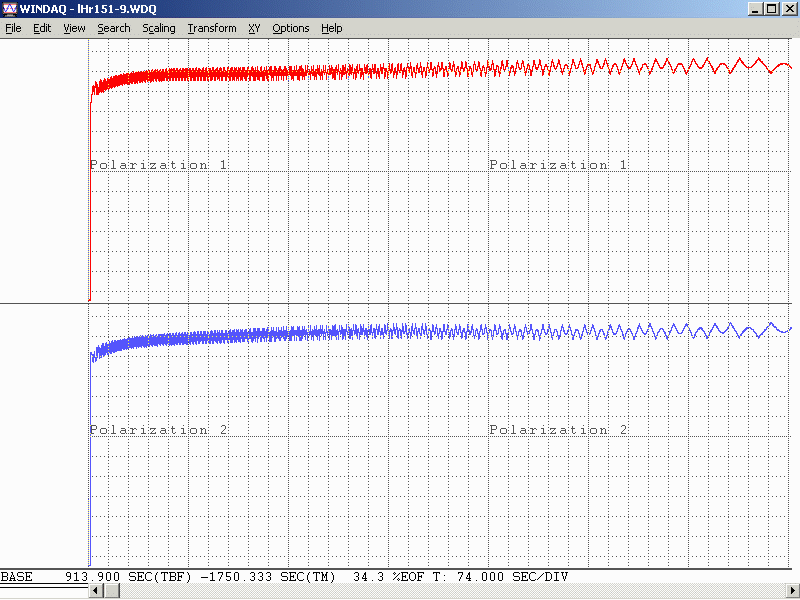 WINDAQ - lHr151-9.WDQ
File Edit View Search Scaling Transform XY Options Help
Polarization 1 Polarization 1
Polarization 2 Polarization 2
BASE 913.900 SEC(TBF) -1750.333 SEC(TM) 34.3 %EOF T: 74.000 SEC/DIV